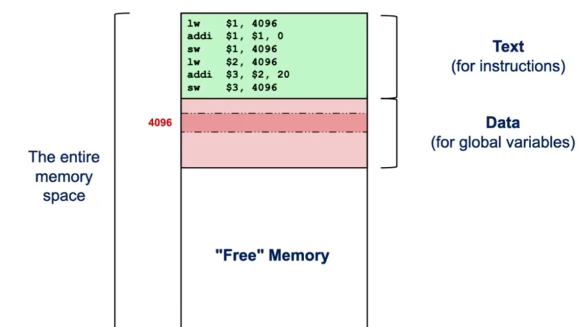 lw $1, 4096
addi $1, $1, 0
sw $1, 4096
lw $2, 4096
addi $3, $2, 20
sw $3, 4096
Text
(for instructions)
4096
Data
(for global variables)
The entire
memory
space
"Free" Memory